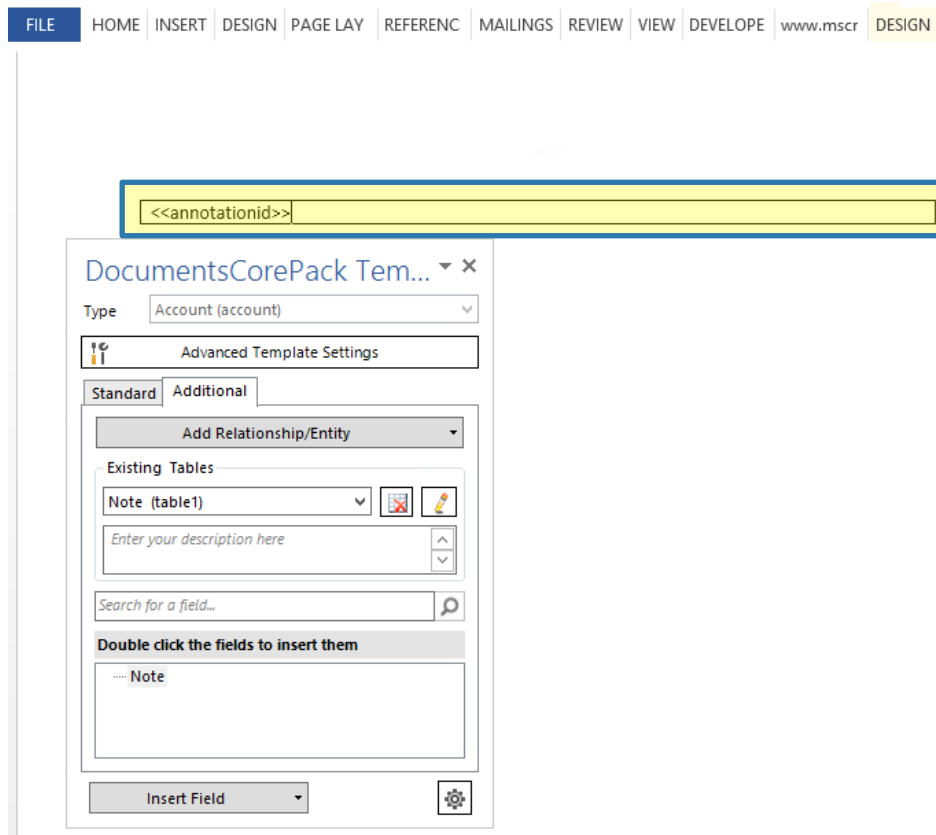 FILE HOME INSERT DESIGN PAGE LAY REFERENC MAILINGS REVIEW VIEW DEVELOPE www.mscr DESIGN
<<annotationid>>
DocumentsCorePack Tem...
Type Account (account)
Advanced Template Settings
Standard Additional
Add Relationship/Entity
Existing Tables
Note (table1)
Enter your description here
Search for a field...
Double click the fields to insert them
Note
Insert Field